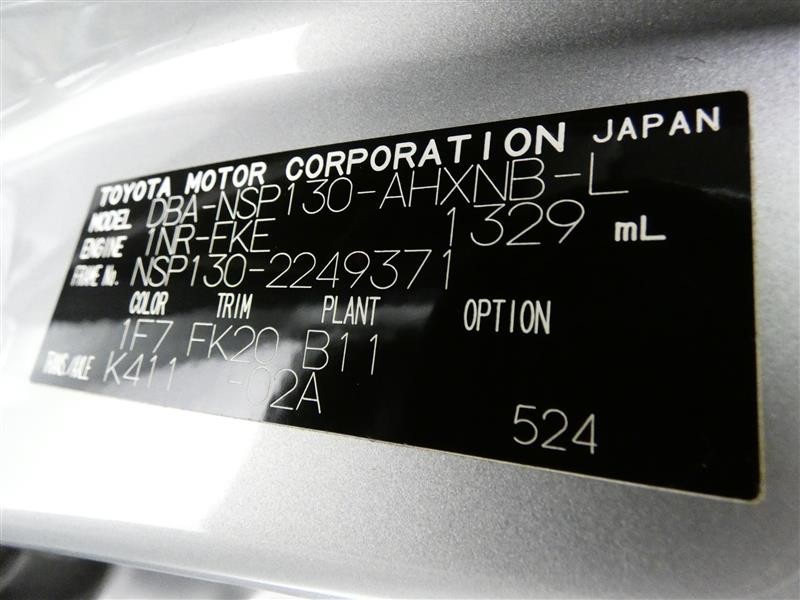 TOYOTA MOTOR CORPORATION JAPAN
MODEL DBA-NSP130-AHXNB-L
ENGINE 1NR-FKE 1329 mL
FRAME No. NSP130-2249371
COLOR TRIM PLANT OPTION
1F7 FK20 B11
TRANS./AXLE K411 -02A
524